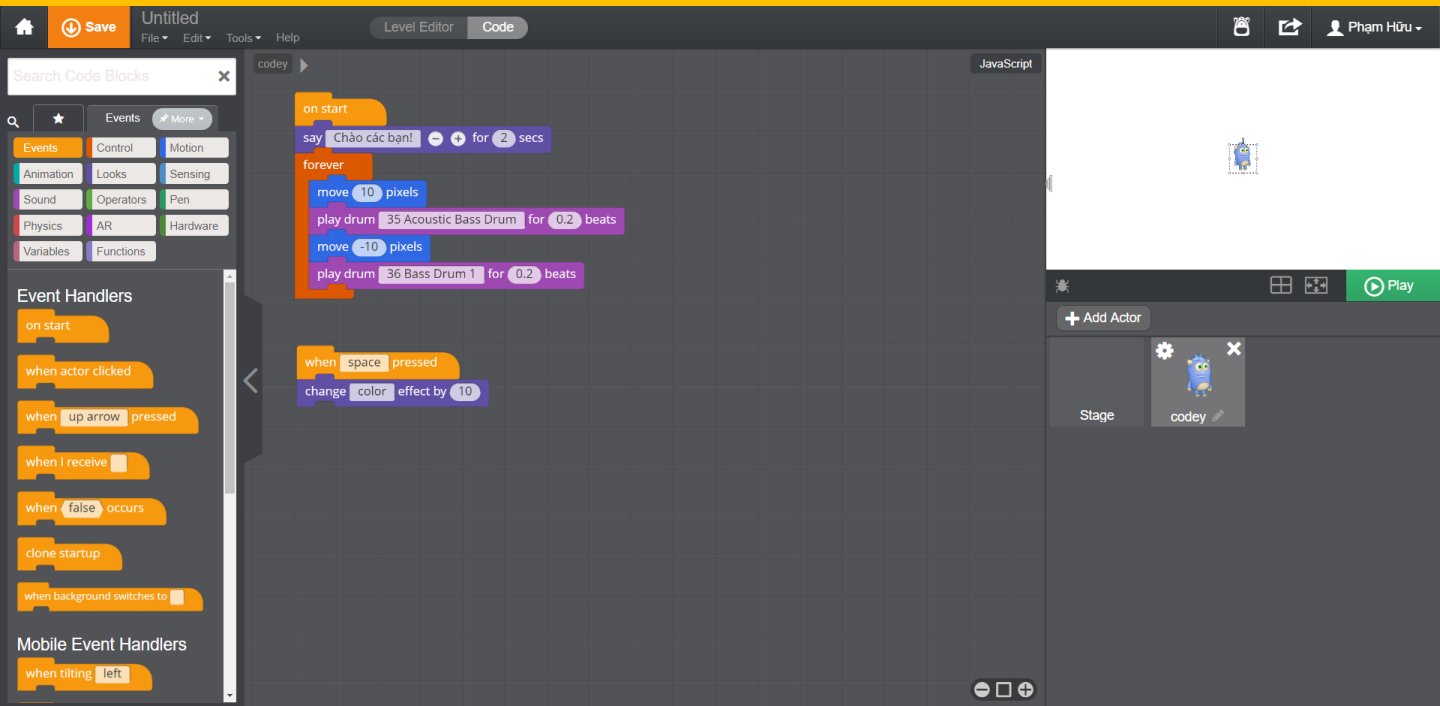 Untitled
Save
File Edit Tools Help
Level Editor Code
Phạm Hữu
Search Code Blocks
Events More
Events Control Motion
Animation Looks Sensing
Sound Operators Pen
Physics AR Hardware
Variables Functions
Event Handlers
on start
when actor clicked
when up arrow pressed
when I receive
when false occurs
clone startup
when background switches to
Mobile Event Handlers
when tilting left
codey
JavaScript
on start
say Chào các bạn! for 2 secs
forever
move 10 pixels
play drum 35 Acoustic Bass Drum for 0.2 beats
move -10 pixels
play drum 36 Bass Drum 1 for 0.2 beats
when space pressed
change color effect by 10
Play
Add Actor
Stage
codey